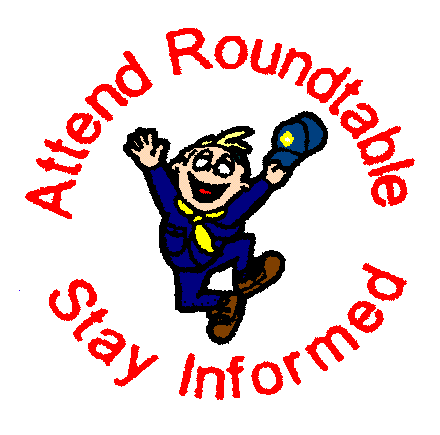 Attend Roundtable
Stay Informed